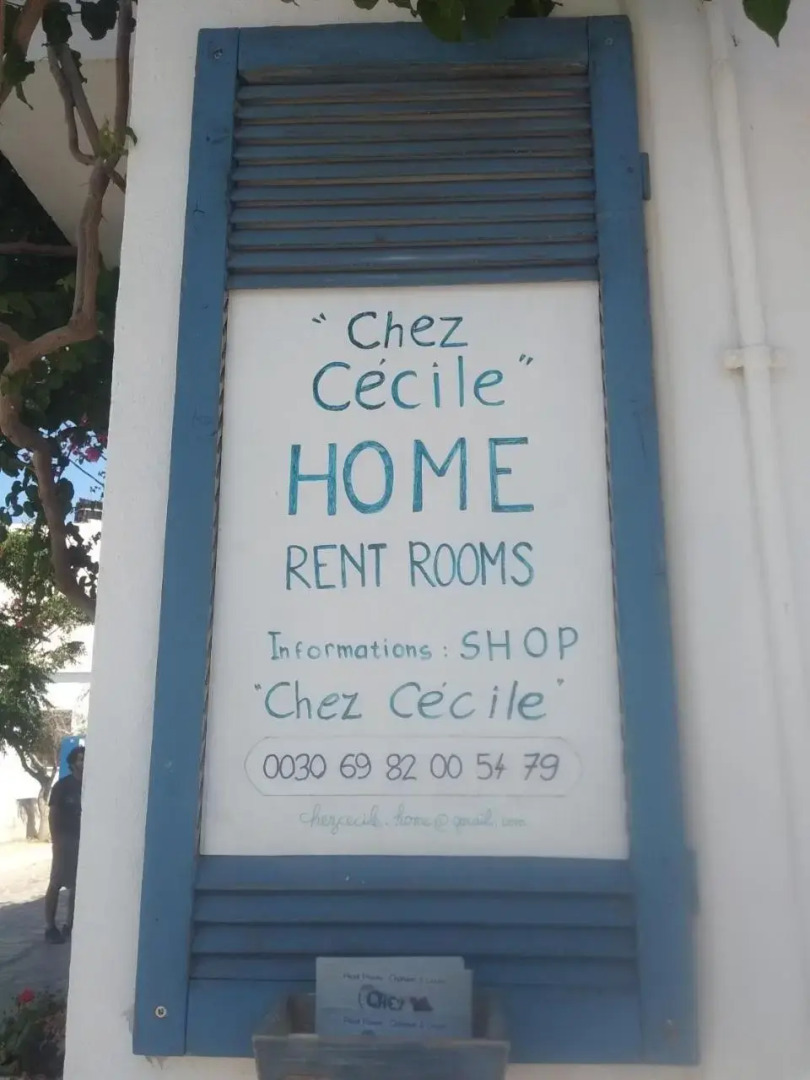 “Chez
Cécile”
HOME
RENT ROOMS
Informations : SHOP
“Chez Cécile”
0030 69 82 00 54 79
chezcecile.home@gmail.com
CHEZ